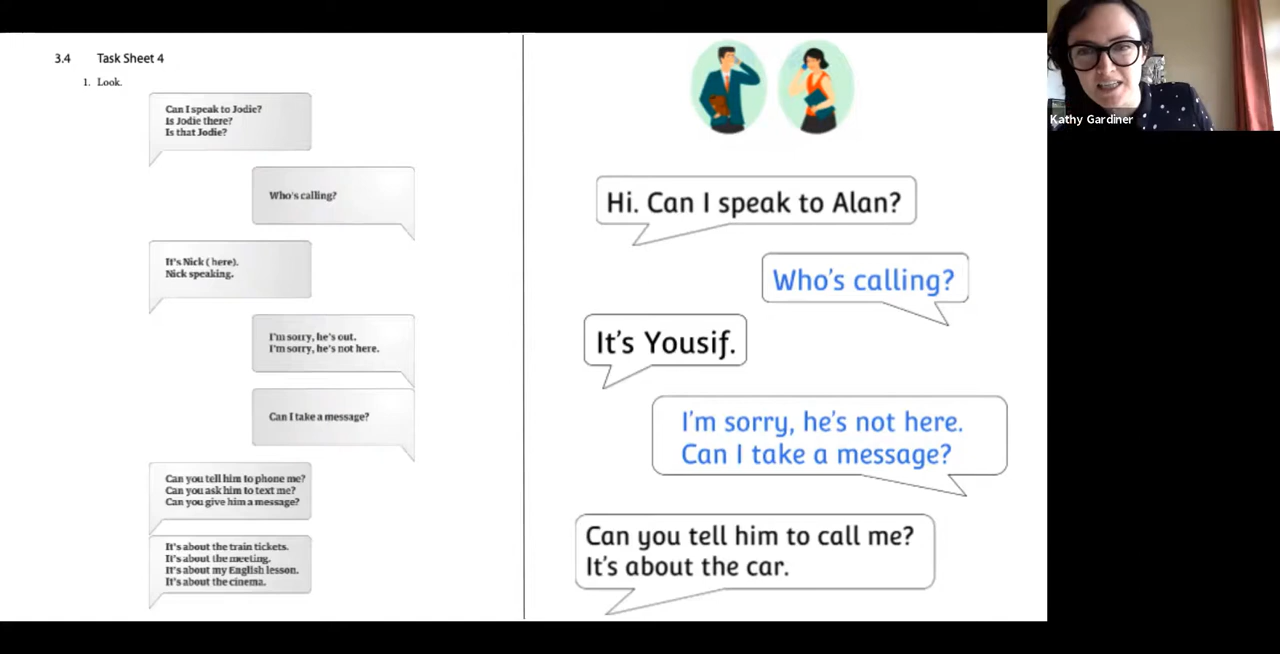 3.4 Task Sheet 4
1. Look.
Can I speak to Jodie?
Is Jodie there?
Is that Jodie?
Who's calling?
It's Nick ( here).
Nick speaking.
I'm sorry, he's out.
I'm sorry, he's not here.
Can I take a message?
Can you tell him to phone me?
Can you ask him to text me?
Can you give him a message?
It's about the train tickets.
It's about the meeting.
It's about my English lesson.
It's about the cinema.
Hi. Can I speak to Alan?
Who's calling?
It's Yousif.
I'm sorry, he's not here.
Can I take a message?
Can you tell him to call me?
It's about the car.
Kathy Gardiner